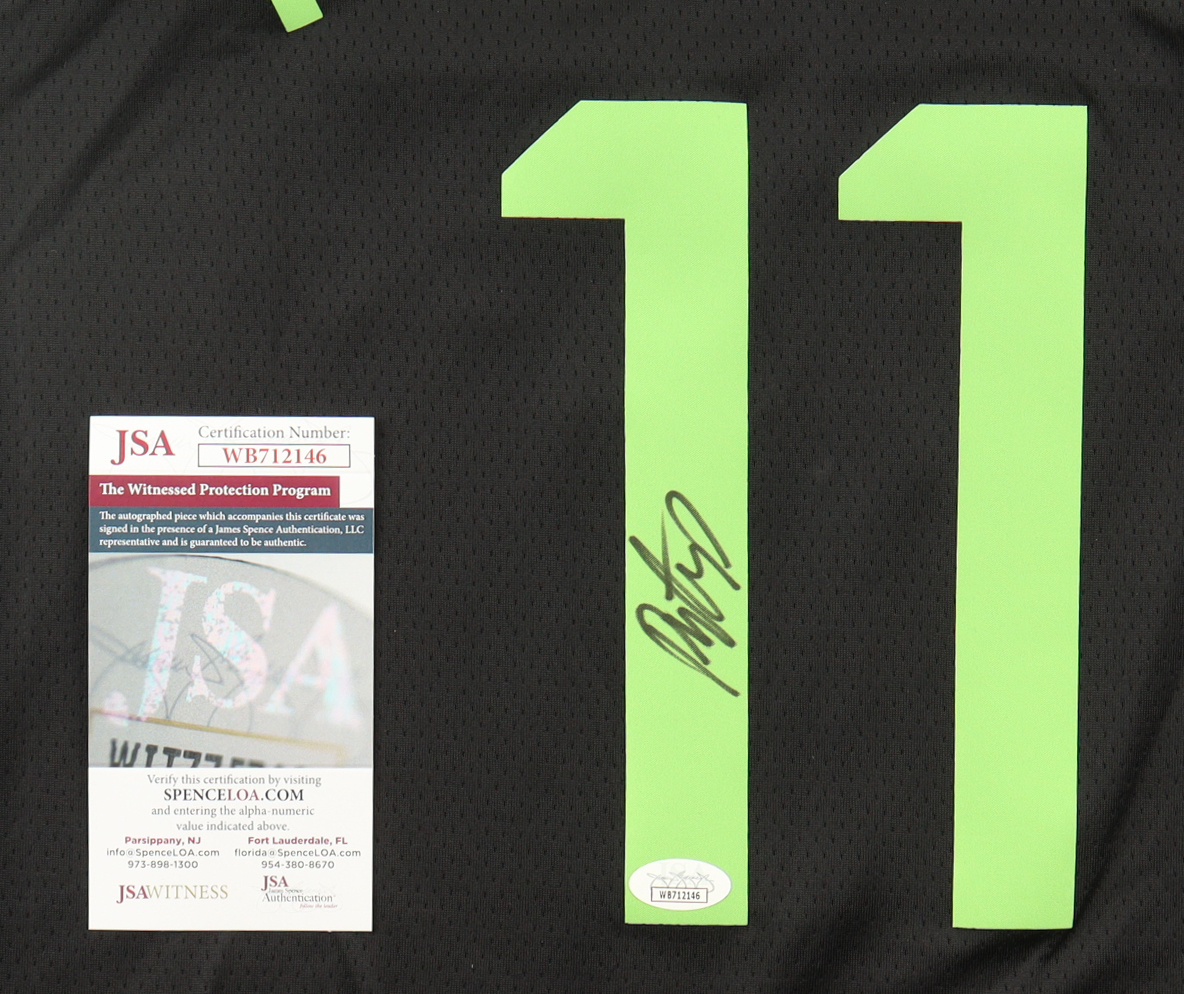 11
JSA
Certification Number:
WB712146
The Witnessed Protection Program
The autographed piece which accompanies this certificate was
signed in the presence of a James Spence Authentication, LLC
representative and is guaranteed to be authentic.
JSA
Verify this certification by visiting
SPENCELOA.COM
and entering the alpha-numeric
value indicated above.
Parsippany, NJ
info@SpenceLOA.com
973-898-1300
Fort Lauderdale, FL
florida@SpenceLOA.com
954-380-8670
JSAWITNESS
JSA
James Spence
Authentication
WB712146